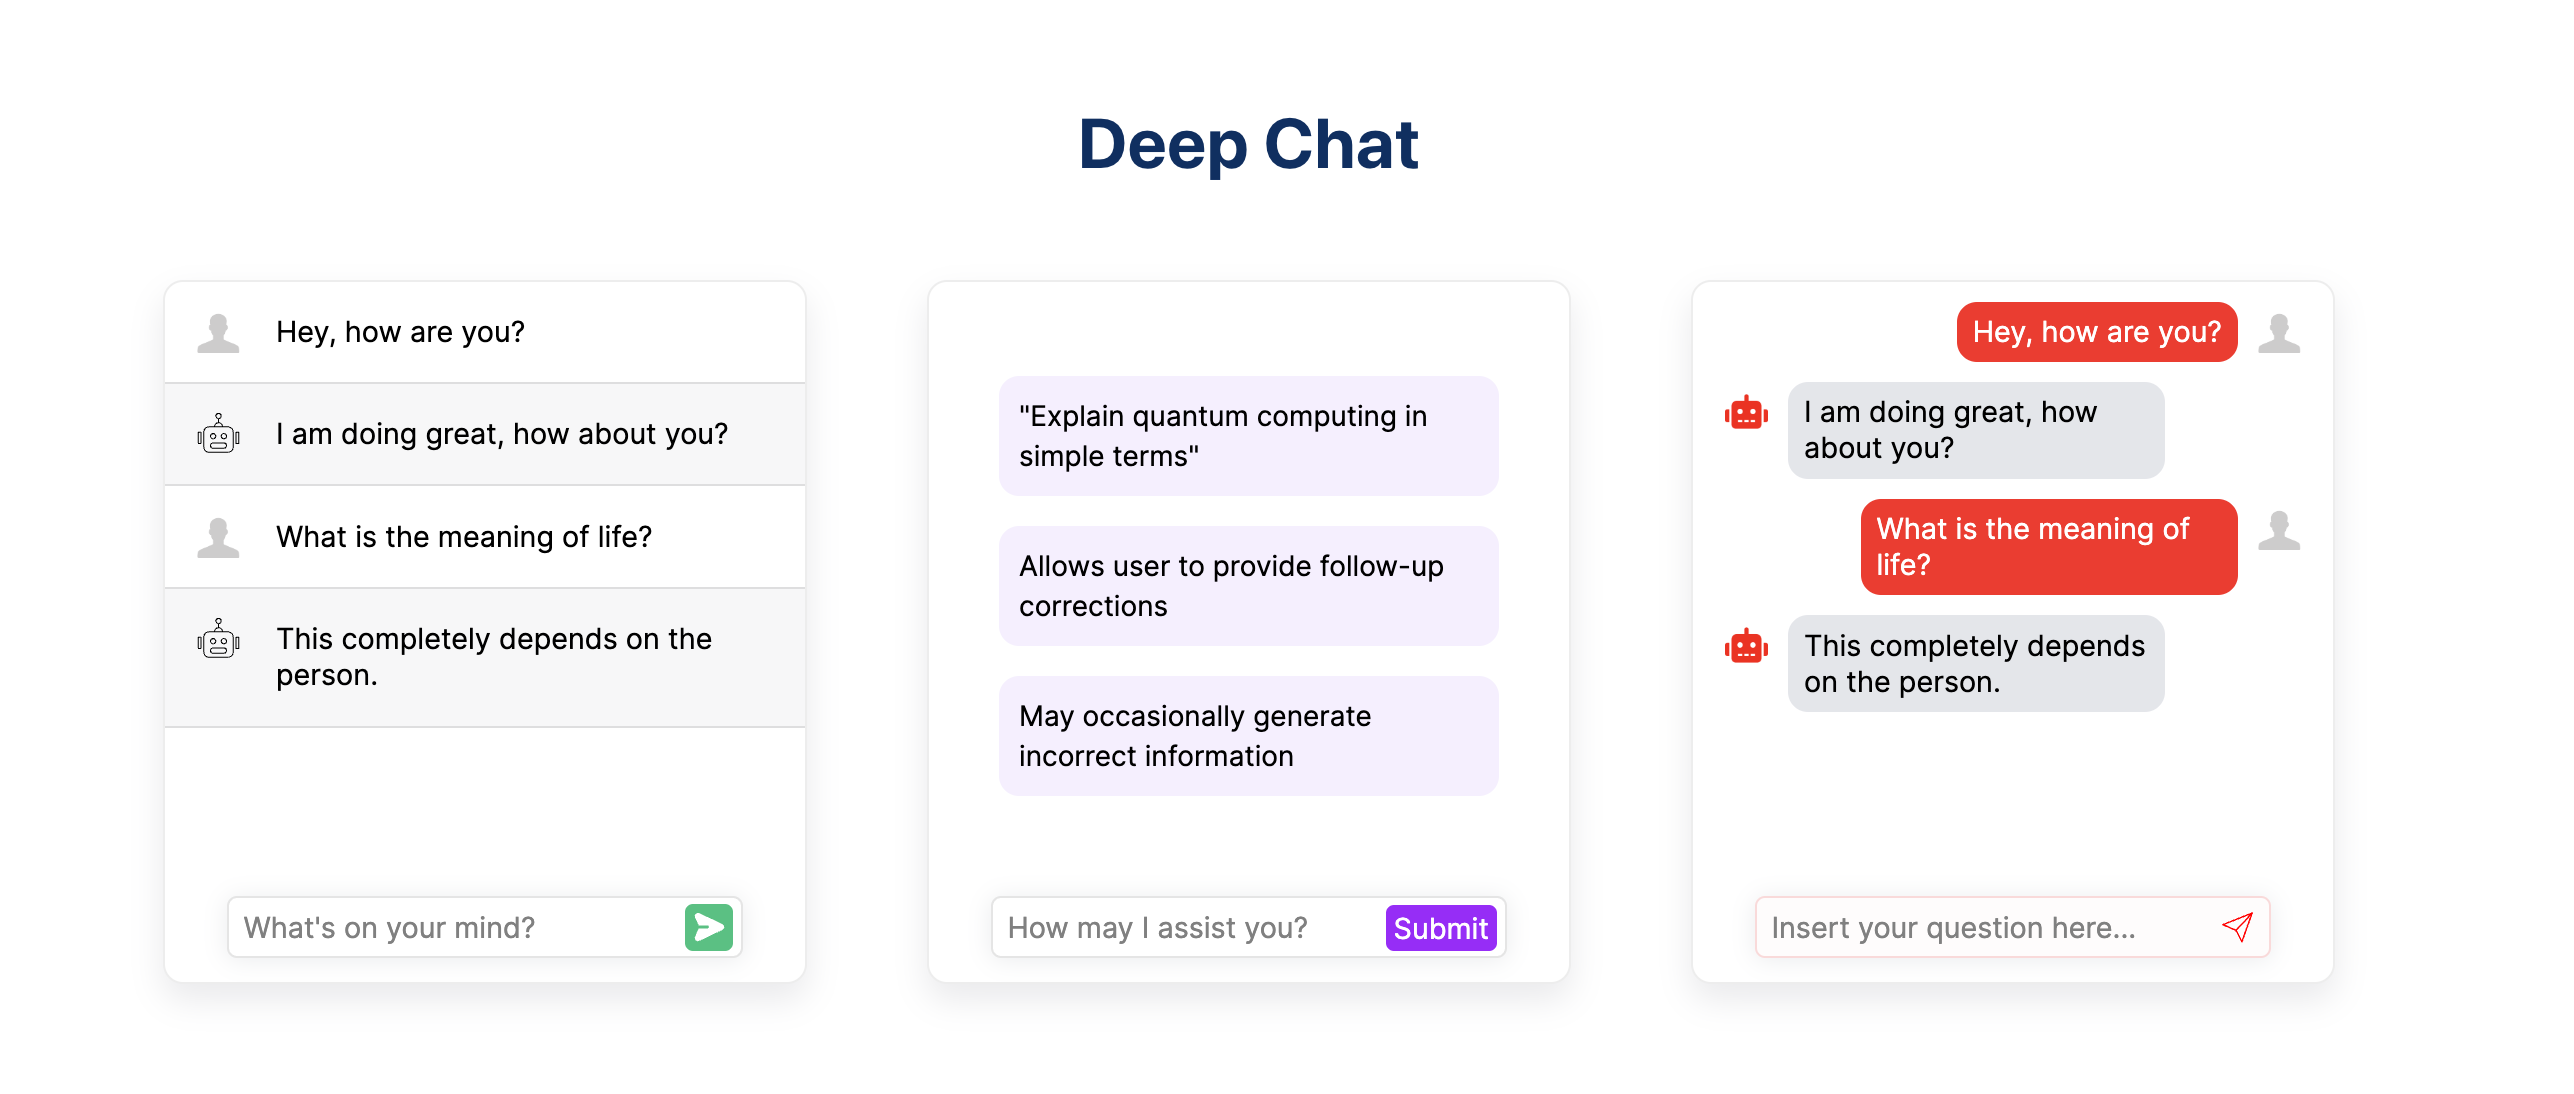 Deep Chat
Hey, how are you?
I am doing great, how about you?
What is the meaning of life?
This completely depends on the
person.
What's on your mind?
"Explain quantum computing in
simple terms"
Allows user to provide follow-up
corrections
May occasionally generate
incorrect information
How may I assist you?
Submit
Hey, how are you?
I am doing great, how
about you?
What is the meaning of
life?
This completely depends
on the person.
Insert your question here...